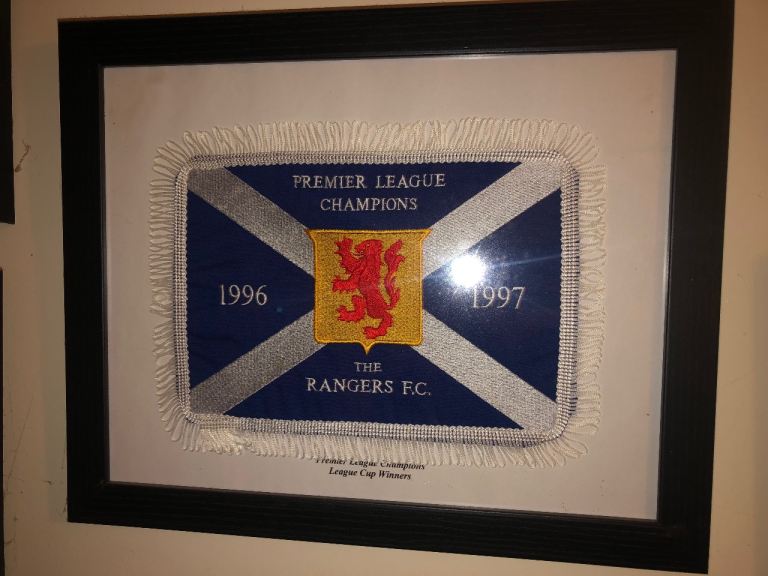 PREMIER LEAGUE
CHAMPIONS
1996 1997
THE
RANGERS F.C.
Premier League Champions
League Cup Winners